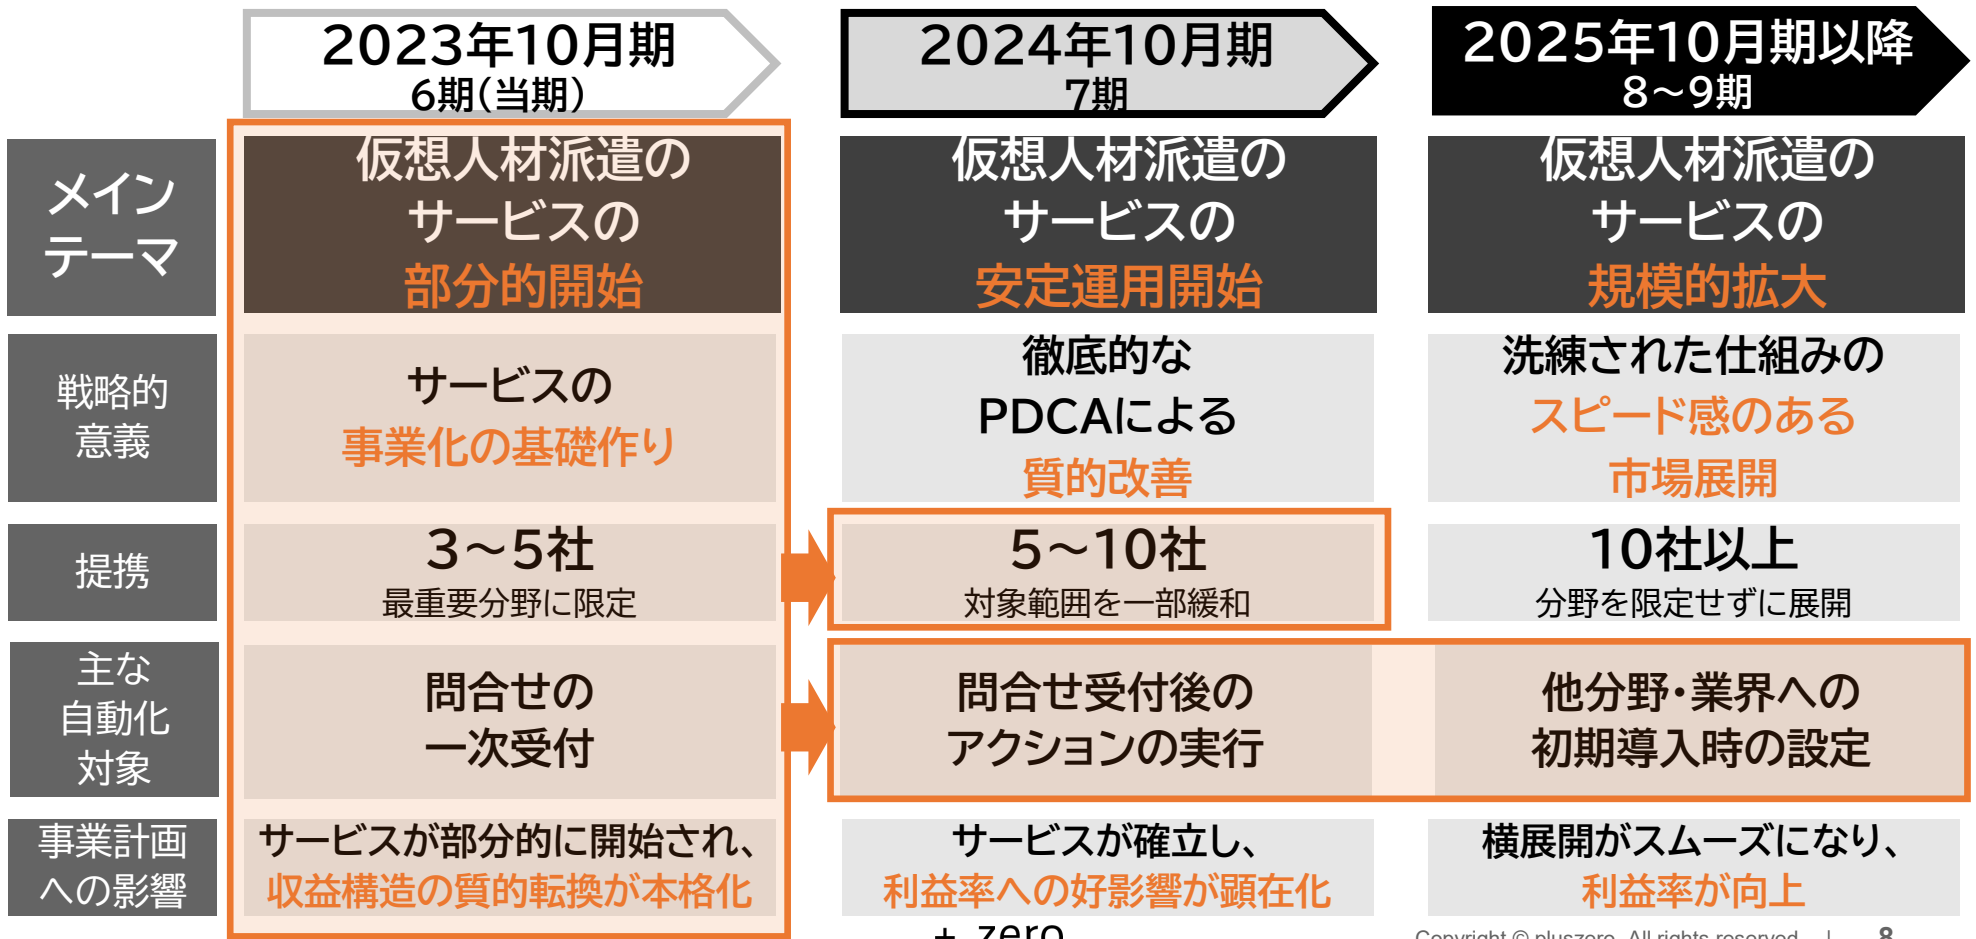 2023年10月期
6期(当期)
2024年10月期
7期
2025年10月期以降
8～9期
メイン
テーマ
仮想人材派遣の
サービスの
部分的開始
仮想人材派遣の
サービスの
安定運用開始
仮想人材派遣の
サービスの
規模的拡大
戦略的
意義
サービスの
事業化の基礎作り
徹底的な
PDCAによる
質的改善
洗練された仕組みの
スピード感のある
市場展開
提携
3～5社
最重要分野に限定
5～10社
対象範囲を一部緩和
10社以上
分野を限定せずに展開
主な
自動化
対象
問合せの
一次受付
問合せ受付後の
アクションの実行
他分野・業界への
初期導入時の設定
事業計画
への影響
サービスが部分的に開始され、
収益構造の質的転換が本格化
サービスが確立し、
利益率への好影響が顕在化
横展開がスムーズになり、
利益率が向上
+ zero
Copyright © pluszero. All rights reserved. | 8